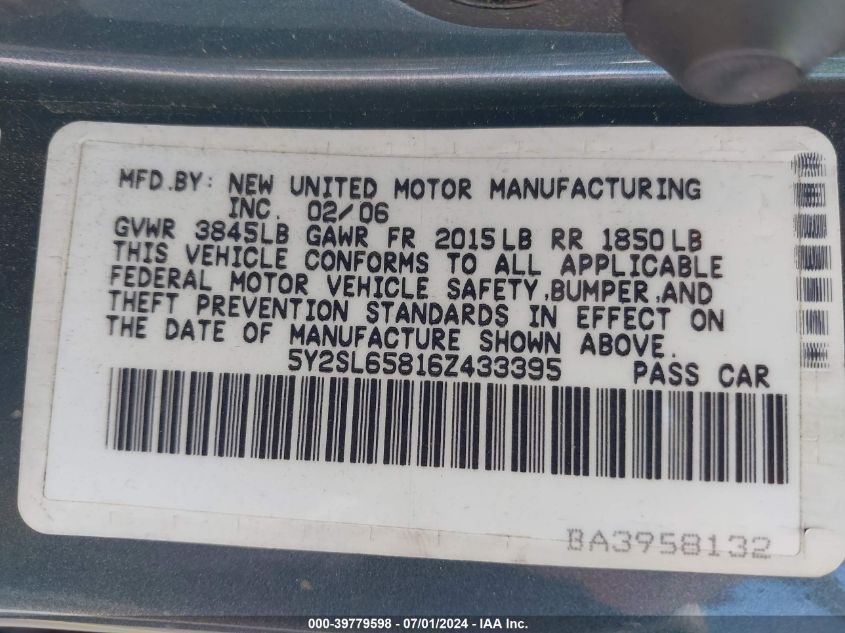 MFD.BY: NEW UNITED MOTOR MANUFACTURING
INC. 02/06
GVWR 3845LB GAWR FR 2015LB RR 1850LB
THIS VEHICLE CONFORMS TO ALL APPLICABLE
FEDERAL MOTOR VEHICLE SAFETY,BUMPER,AND
THEFT PREVENTION STANDARDS IN EFFECT ON
THE DATE OF MANUFACTURE SHOWN ABOVE.
5Y2SL65816Z433395 PASS CAR
BA3958132
000-39779598 - 07/01/2024 - IAA Inc.